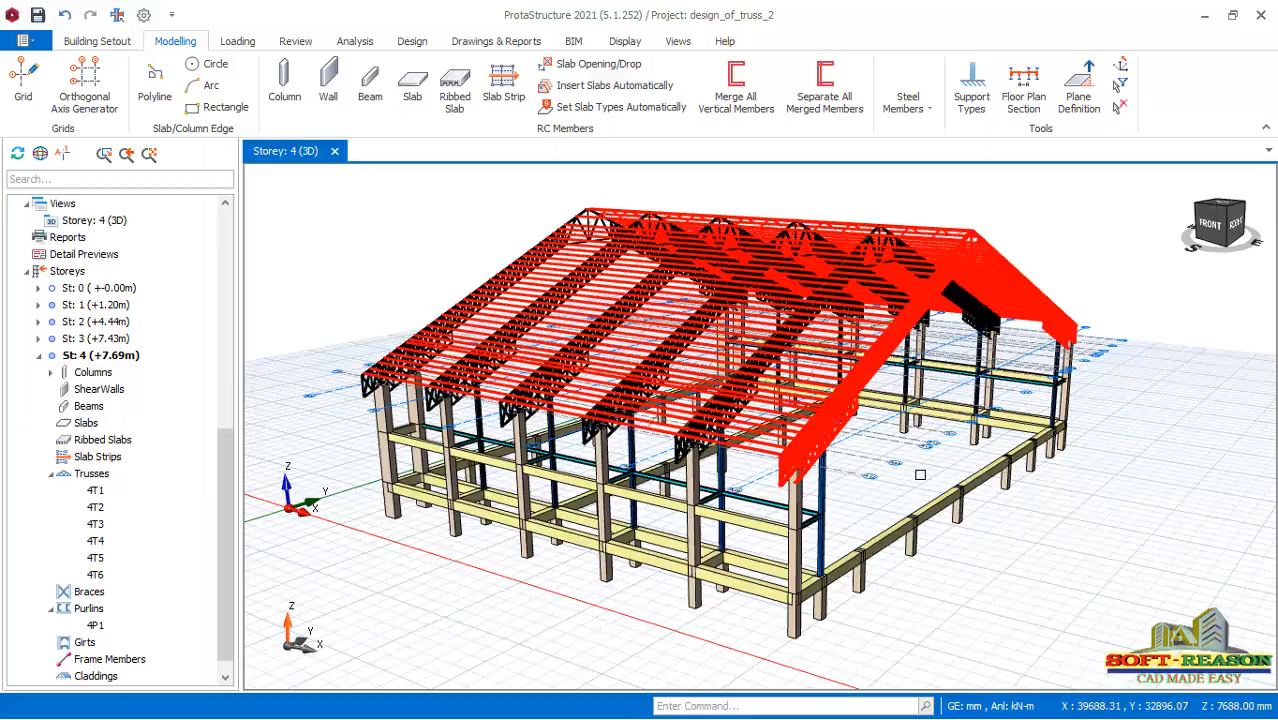 ProtaStructure 2021 (5.1.252) / Project: design_of_truss_2
Building Setout Modelling Loading Review Analysis Design Drawings & Reports BIM Display Views Help
Grid
Orthogonal
Axis Generator
Grids
Polyline
Circle
Arc
Rectangle
Slab/Column Edge
Column
Wall
Beam
Slab
Ribbed
Slab
Slab Strip
Slab Opening/Drop
Insert Slabs Automatically
Set Slab Types Automatically
Merge All
Vertical Members
Separate All
Merged Members
RC Members
Steel
Members
Support
Types
Floor Plan
Section
Plane
Definition
Tools
Storey: 4 (3D)
Search...
Views
Storey: 4 (3D)
Reports
Detail Previews
Storeys
St: 0 ( +-0.00m)
St: 1 (+1.20m)
St: 2 (+4.44m)
St: 3 (+7.43m)
St: 4 (+7.69m)
Columns
ShearWalls
Beams
Slabs
Ribbed Slabs
Slab Strips
Trusses
4T1
4T2
4T3
4T4
4T5
4T6
Braces
Purlins
4P1
Girts
Frame Members
Claddings
FRONT
S
E
Z
Y
X
Z
Y
X
SOFT-REASON
CAD MADE EASY
Enter Command...
GE: mm , Anl: kN-m
X : 39688.31 , Y : 32896.07
Z : 7688.00 mm